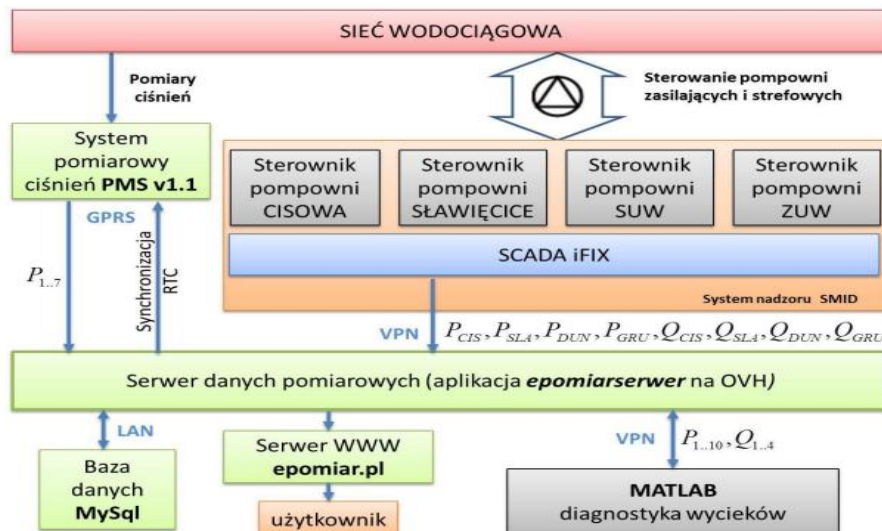 SIEĆ WODOCIĄGOWA
Pomiary
ciśnień
Sterowanie pompowni
zasilających i strefowych
System
pomiarowy
ciśnień PMS v1.1
Sterownik
pompowni
CISOWA
Sterownik
pompowni
SŁAWIĘCICE
Sterownik
pompowni
SUW
Sterownik
pompowni
ZUW
GPRS
SCADA iFIX
P1..7
Synchronizacja
RTC
System nadzoru SMID
VPN
PCIS, PSLA, PDUN, PGRU, QCIS, QSLA, QDUN, QGRU
Serwer danych pomiarowych (aplikacja epomiarserwer na OVH)
LAN
Serwer WWW
epomiar.pl
VPN
P1..10, Q1..4
Baza
danych
MySql
użytkownik
MATLAB
diagnostyka wycieków